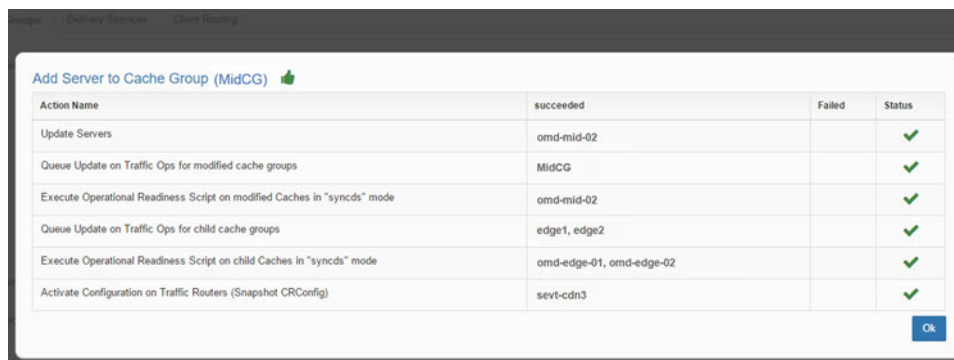 roups Delivery Services Client Routing
Add Server to Cache Group (MidCG)
Action Name succeeded Failed Status
Update Servers omd-mid-02
Queue Update on Traffic Ops for modified cache groups MidCG
Execute Operational Readiness Script on modified Caches in "syncds" mode omd-mid-02
Queue Update on Traffic Ops for child cache groups edge1, edge2
Execute Operational Readiness Script on child Caches in "syncds" mode omd-edge-01, omd-edge-02
Activate Configuration on Traffic Routers (Snapshot CRConfig) sevt-cdn3
Ok